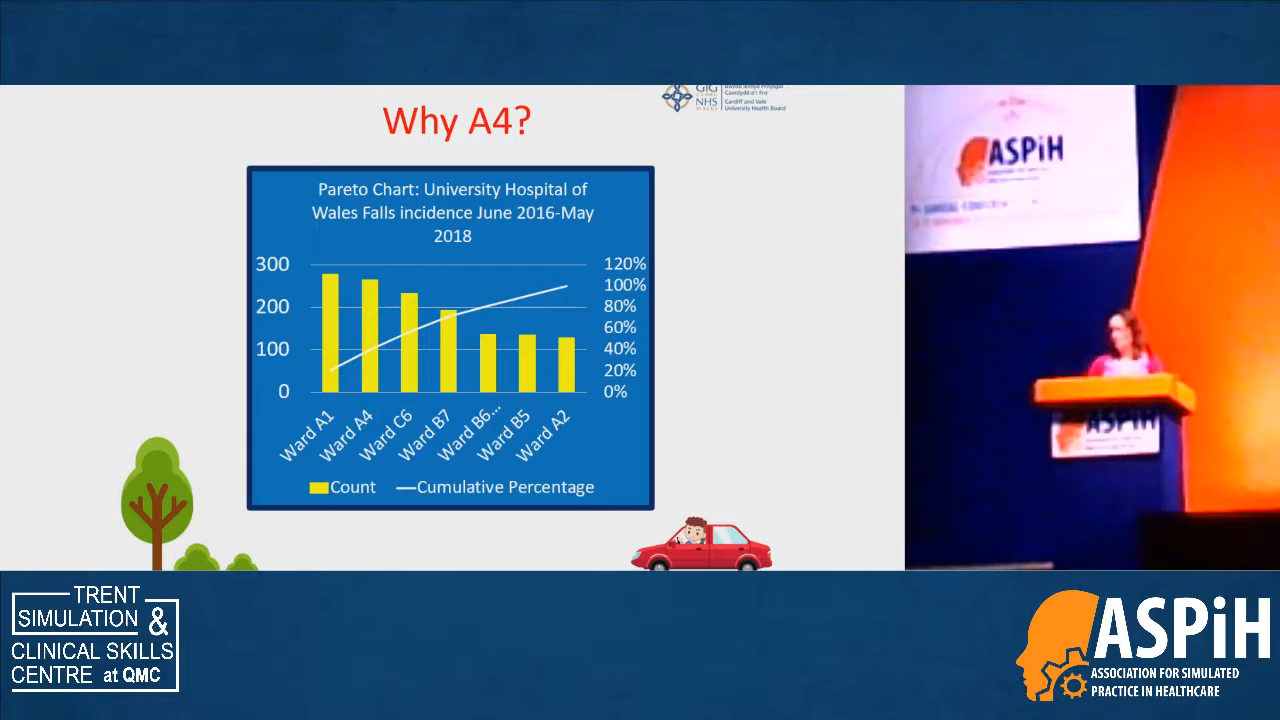 Why A4?
GIG
CYMRU
NHS
WALES
Caerdydd a'r Fro
Cardiff and Vale
University Health Board
Pareto Chart: University Hospital of
Wales Falls incidence June 2016-May
2018
300
200
100
0
120%
100%
80%
60%
40%
20%
0%
Ward A1
Ward A4
Ward C6
Ward B7
Ward B6...
Ward B5
Ward A2
Count
Cumulative Percentage
ASPiH
ASPiH
TRENT
SIMULATION &
CLINICAL SKILLS
CENTRE at QMC
ASPiH
ASSOCIATION FOR SIMULATED
PRACTICE IN HEALTHCARE